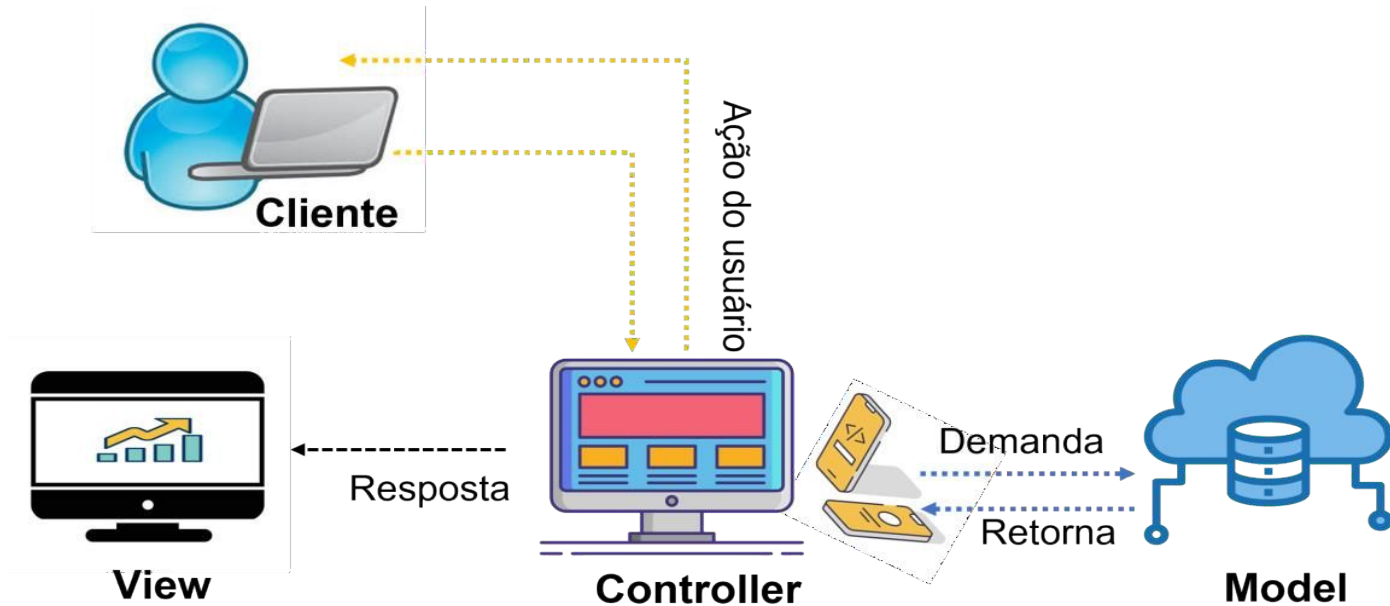 Cliente
Ação do usuário
Demanda
Resposta
Retorna
View
Controller
Model